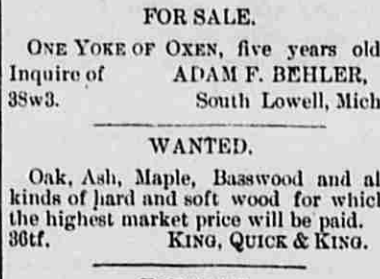 FOR SALE.
ONE YOKE OF OXEN, five years old
Inquire of ADAM F. BEHLER,
38w3. South Lowell, Mich
WANTED.
Oak, Ash, Maple, Basswood and al
kinds of hard and soft wood for which
the highest market price will be paid.
36tf. KING, QUICK & KING.